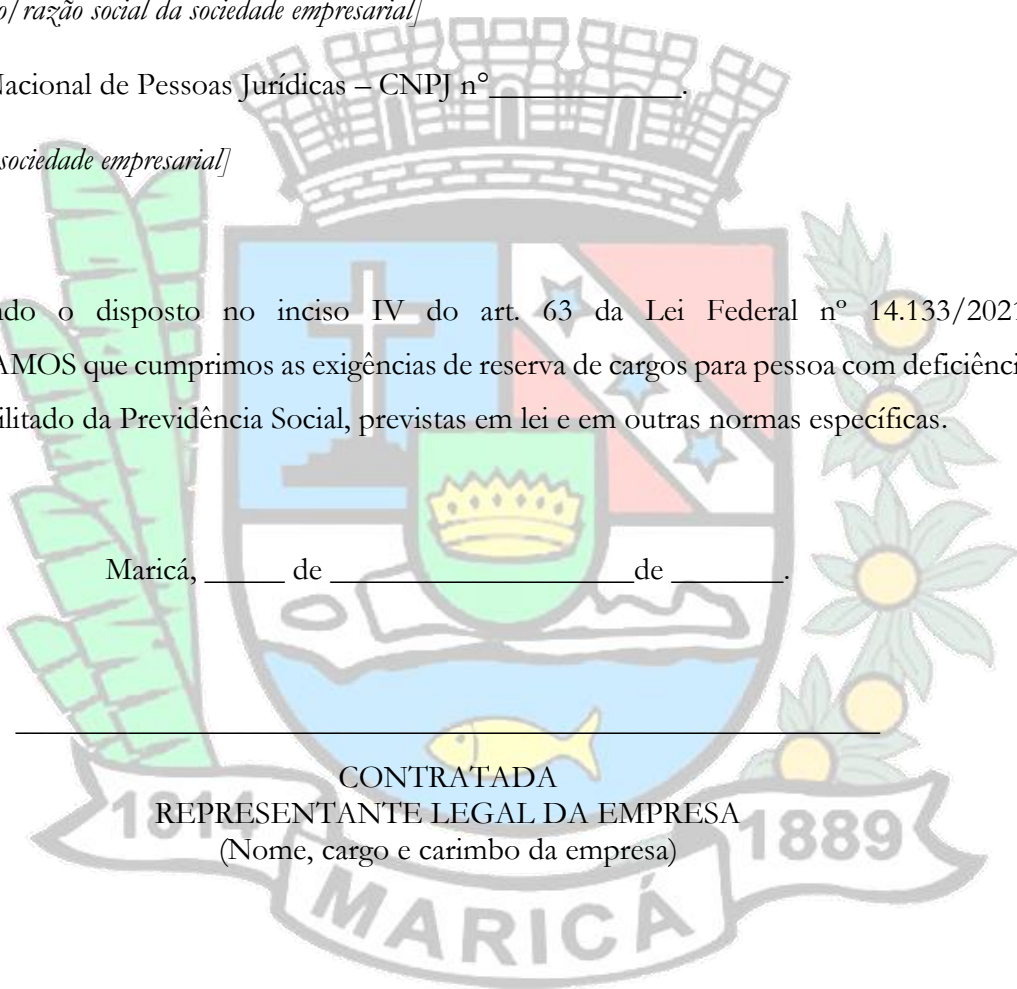 o/razão social da sociedade empresarial]
Nacional de Pessoas Jurídicas – CNPJ n°____________.
sociedade empresarial]
ndo o disposto no inciso IV do art. 63 da Lei Federal nº 14.133/2021
AMOS que cumprimos as exigências de reserva de cargos para pessoa com deficiênci
ilitado da Previdência Social, previstas em lei e em outras normas específicas.
Maricá, _____ de ___________________de _______.
CONTRATADA
REPRESENTANTE LEGAL DA EMPRESA
(Nome, cargo e carimbo da empresa)
1814
1889
MARICÁ